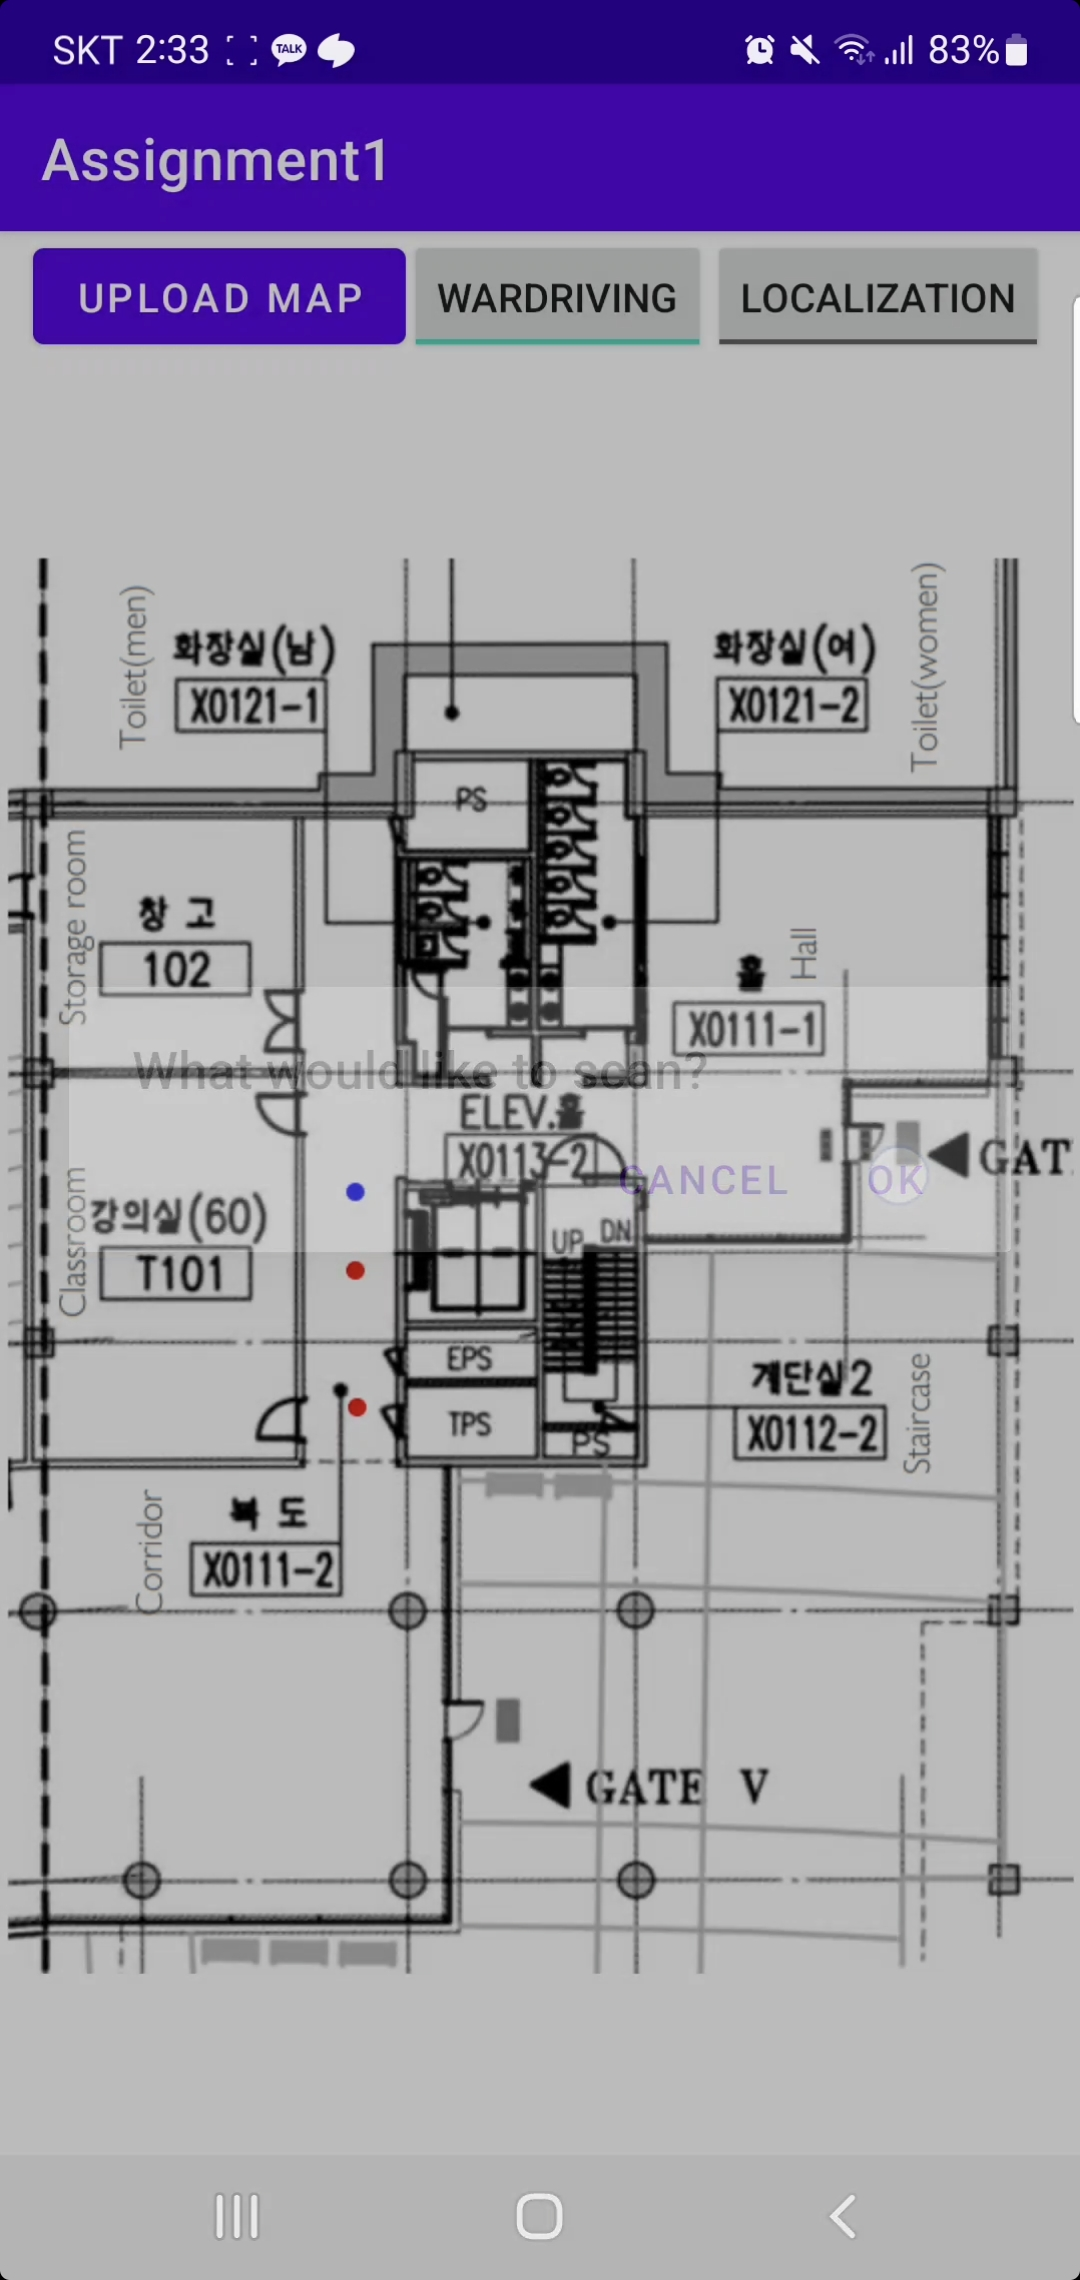 SKT 2:33
TALK
83%
Assignment1
UPLOAD MAP
WARDRIVING
LOCALIZATION
Toilet(men)
화장실(남)
X0121-1
화장실(여)
X0121-2
Toilet(women)
PS
Storage room
창 고
102
홀
Hall
X0111-1
What would like to scan?
ELEV.홀
X0113-2
CANCEL
OK
GAT
Classroom
강의실(60)
T101
UP
DN
EPS
TPS
PS
계단실2
X0112-2
Staircase
Corridor
복 도
X0111-2
GATE V